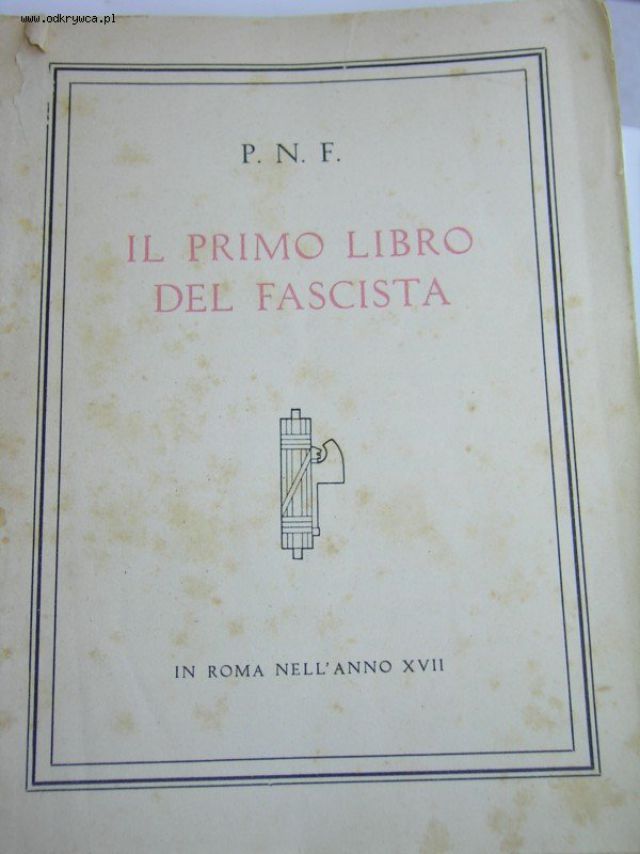 www.odkrywca.pl
P. N. F.
IL PRIMO LIBRO
DEL FASCISTA
IN ROMA NELL'ANNO XVII